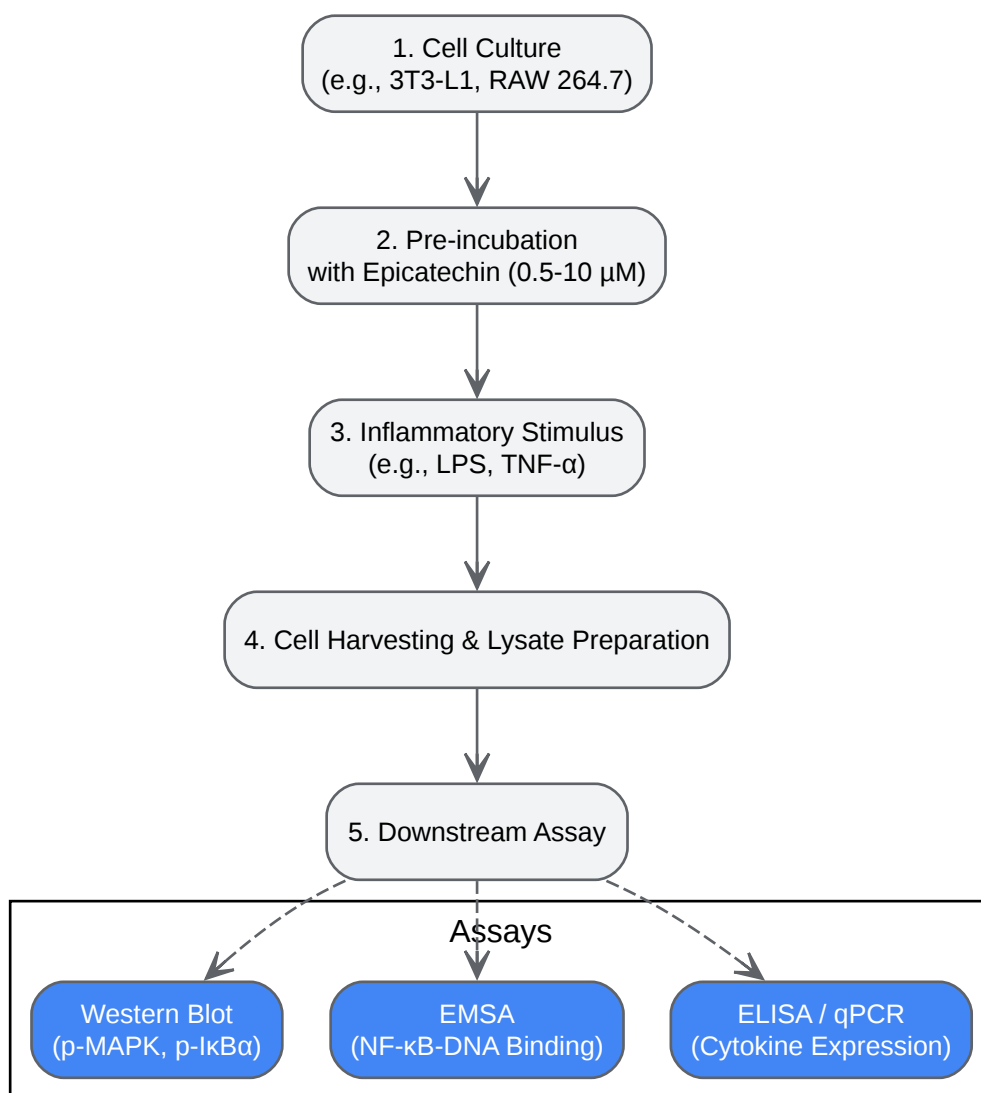 1. Cell Culture
(e.g., 3T3-L1, RAW 264.7)
2. Pre-incubation
with Epicatechin (0.5-10 µM)
3. Inflammatory Stimulus
(e.g., LPS, TNF-α)
4. Cell Harvesting & Lysate Preparation
5. Downstream Assay
Assays
Western Blot
(p-MAPK, p-IκBα)
EMSA
(NF-κB-DNA Binding)
ELISA / qPCR
(Cytokine Expression)